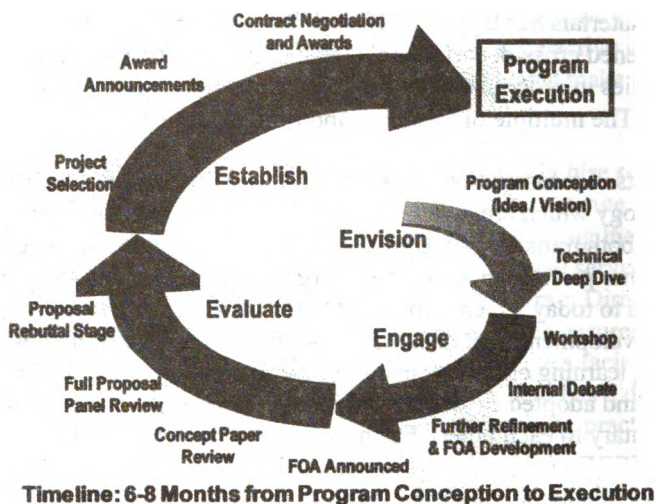 Contract Negotiation
and Awards
Award
Announcements
Program
Execution
Project
Selection
Establish
Program Conception
(Idea / Vision)
Envision
Technical
Deep Dive
Proposal
Rebuttal Stage
Evaluate
Engage
Workshop
Full Proposal
Panel Review
Internal Debate
Concept Paper
Review
Further Refinement
& FOA Development
FOA Announced
Timeline: 6-8 Months from Program Conception to Execution